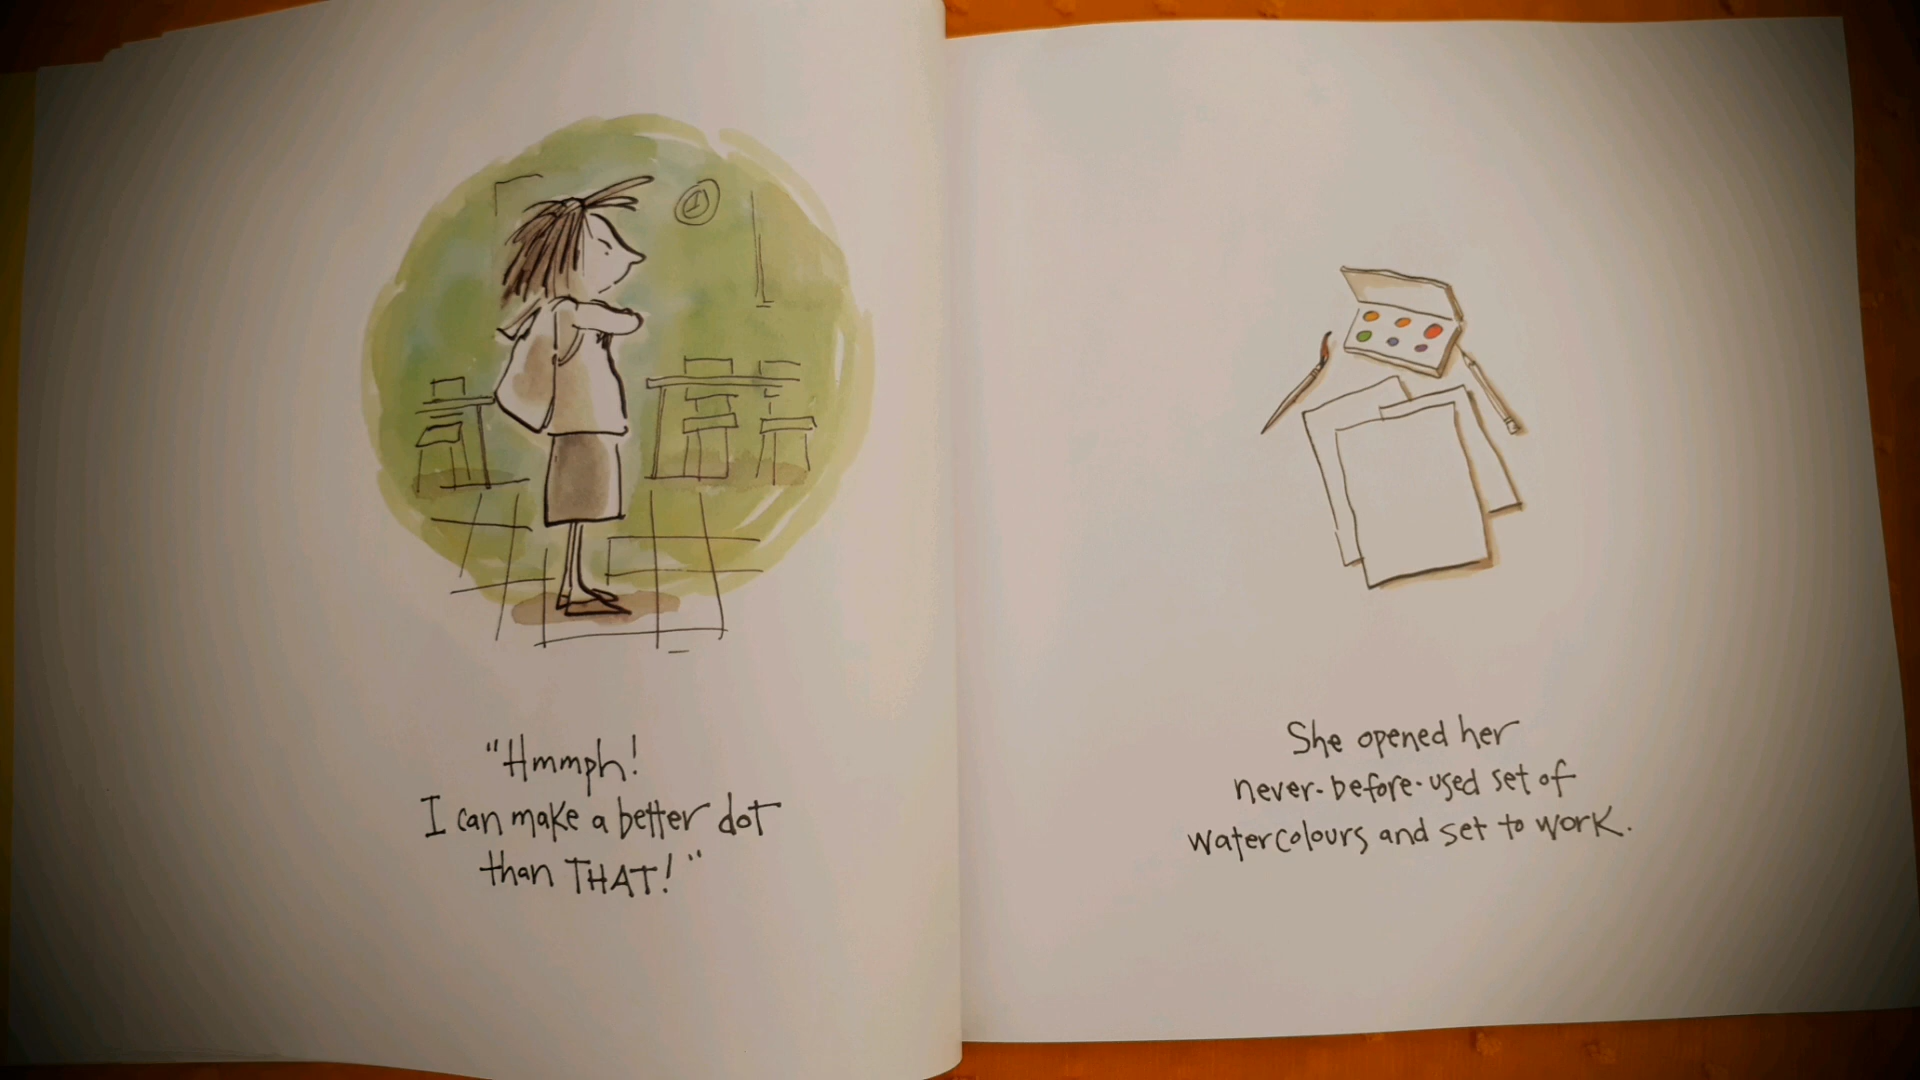 "Hmmph!
I can make a better dot
than THAT!"
She opened her
never-before-used set of
watercolours and set to work.